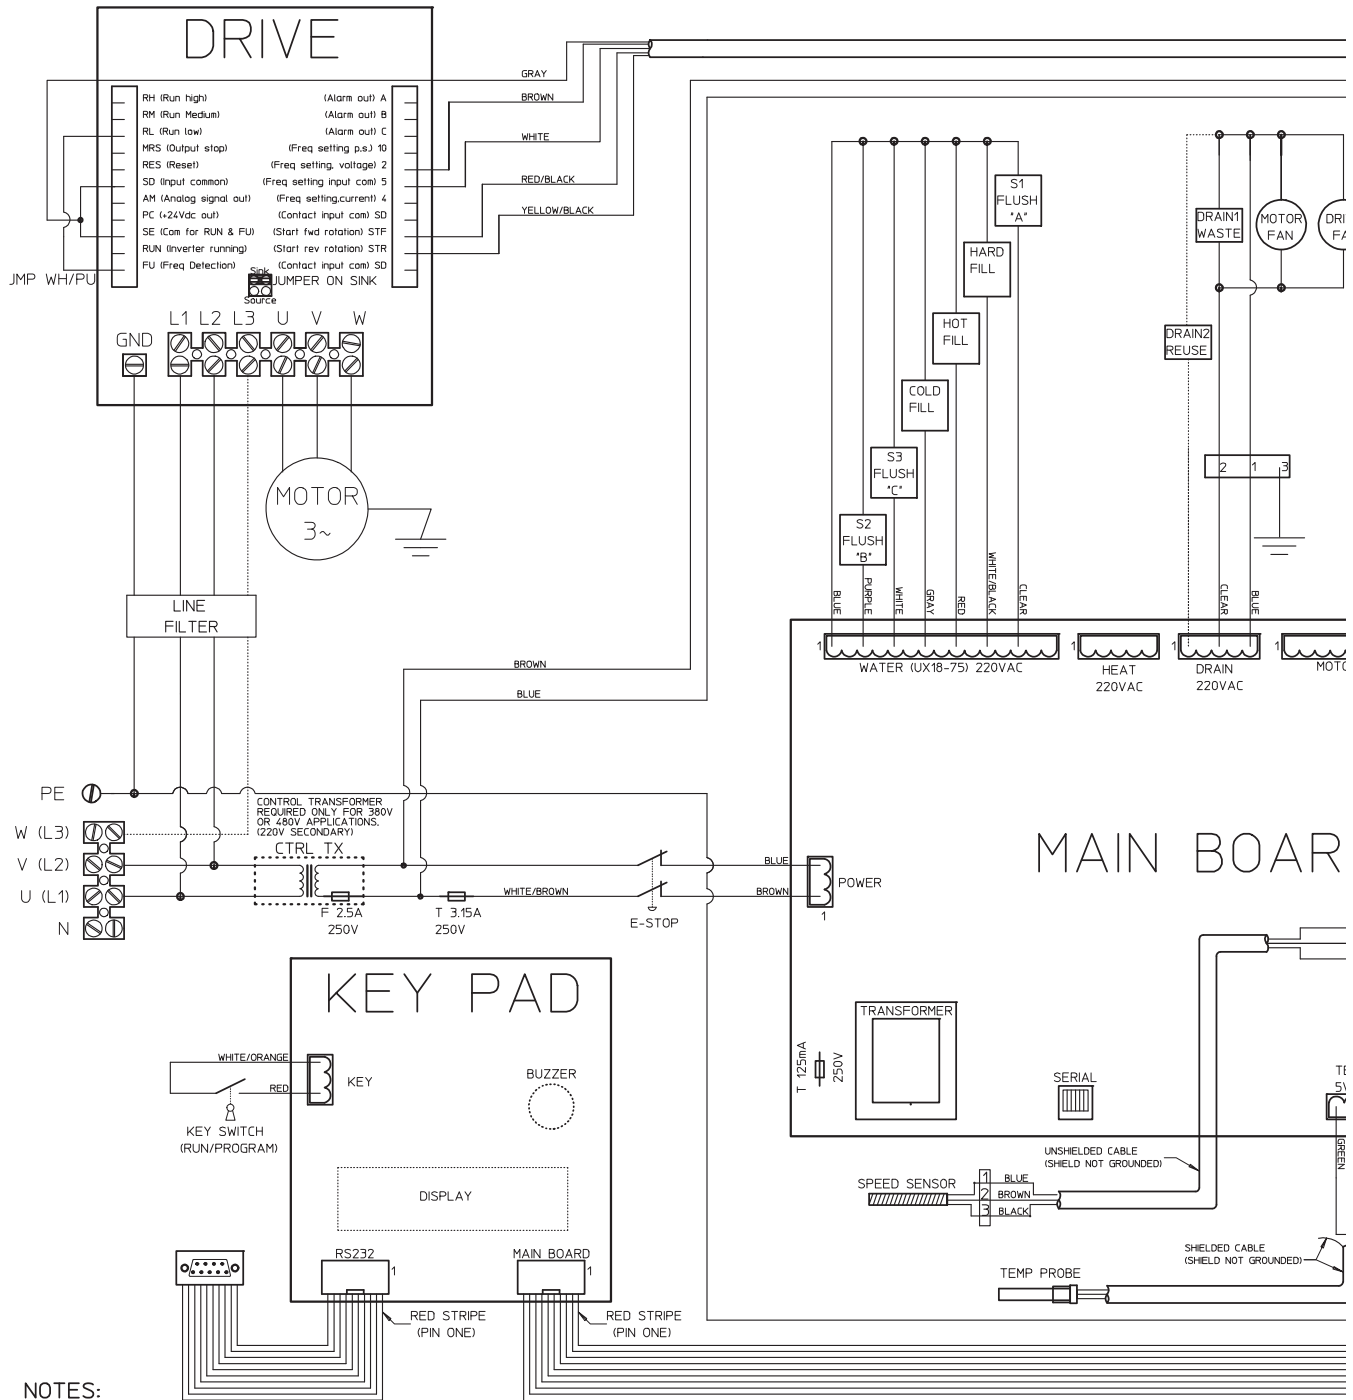 DRIVE
GRAY
BROWN
WHITE
RED/BLACK
YELLOW/BLACK
RH (Run high)
RM (Run Medium)
RL (Run low)
MRS (Output stop)
RES (Reset)
SD (Input common)
AM (Analog signal out)
PC (+24Vdc out)
SE (Com for RUN & FU)
RUN (Inverter running)
FU (Freq Detection)
(Alarm out) A
(Alarm out) B
(Alarm out) C
(Freq setting p.s.) 10
(Freq setting, voltage) 2
(Freq setting input com) 5
(Freq setting,current) 4
(Contact input com) SD
(Start fwd rotation) STF
(Start rev rotation) STR
(Contact input com) SD
JMP WH/PU
Sink
JUMPER ON SINK
Source
L1 L2 L3 U V W
GND
MOTOR
3~
LINE
FILTER
BROWN
BLUE
PE
W (L3)
V (L2)
U (L1)
N
CONTROL TRANSFORMER
REQUIRED ONLY FOR 380V
OR 480V APPLICATIONS.
(220V SECONDARY)
CTRL TX
F 2.5A
250V
T 3.15A
250V
WHITE/BROWN
E-STOP
BLUE
BROWN
POWER
1
S1
FLUSH
"A"
HARD
FILL
HOT
FILL
COLD
FILL
S3
FLUSH
"C"
S2
FLUSH
"B"
BLUE
PURPLE
WHITE
GRAY
RED
WHITE/BLACK
CLEAR
DRAIN1
WASTE
MOTOR
FAN
DRI
FA
DRAIN2
REUSE
2 1 3
CLEAR
BLUE
1
WATER (UX18-75) 220VAC
1
HEAT
220VAC
1
DRAIN
220VAC
1
MOTO
MAIN BOAR
TRANSFORMER
T 125mA
250V
SERIAL
TE
5V
GREEN
UNSHIELDED CABLE
(SHIELD NOT GROUNDED)
SPEED SENSOR
1
2
3
BLUE
BROWN
BLACK
SHIELDED CABLE
(SHIELD NOT GROUNDED)
TEMP PROBE
KEY PAD
WHITE/ORANGE
RED
KEY
KEY SWITCH
(RUN/PROGRAM)
BUZZER
DISPLAY
RS232
1
MAIN BOARD
1
RED STRIPE
(PIN ONE)
RED STRIPE
(PIN ONE)
NOTES: